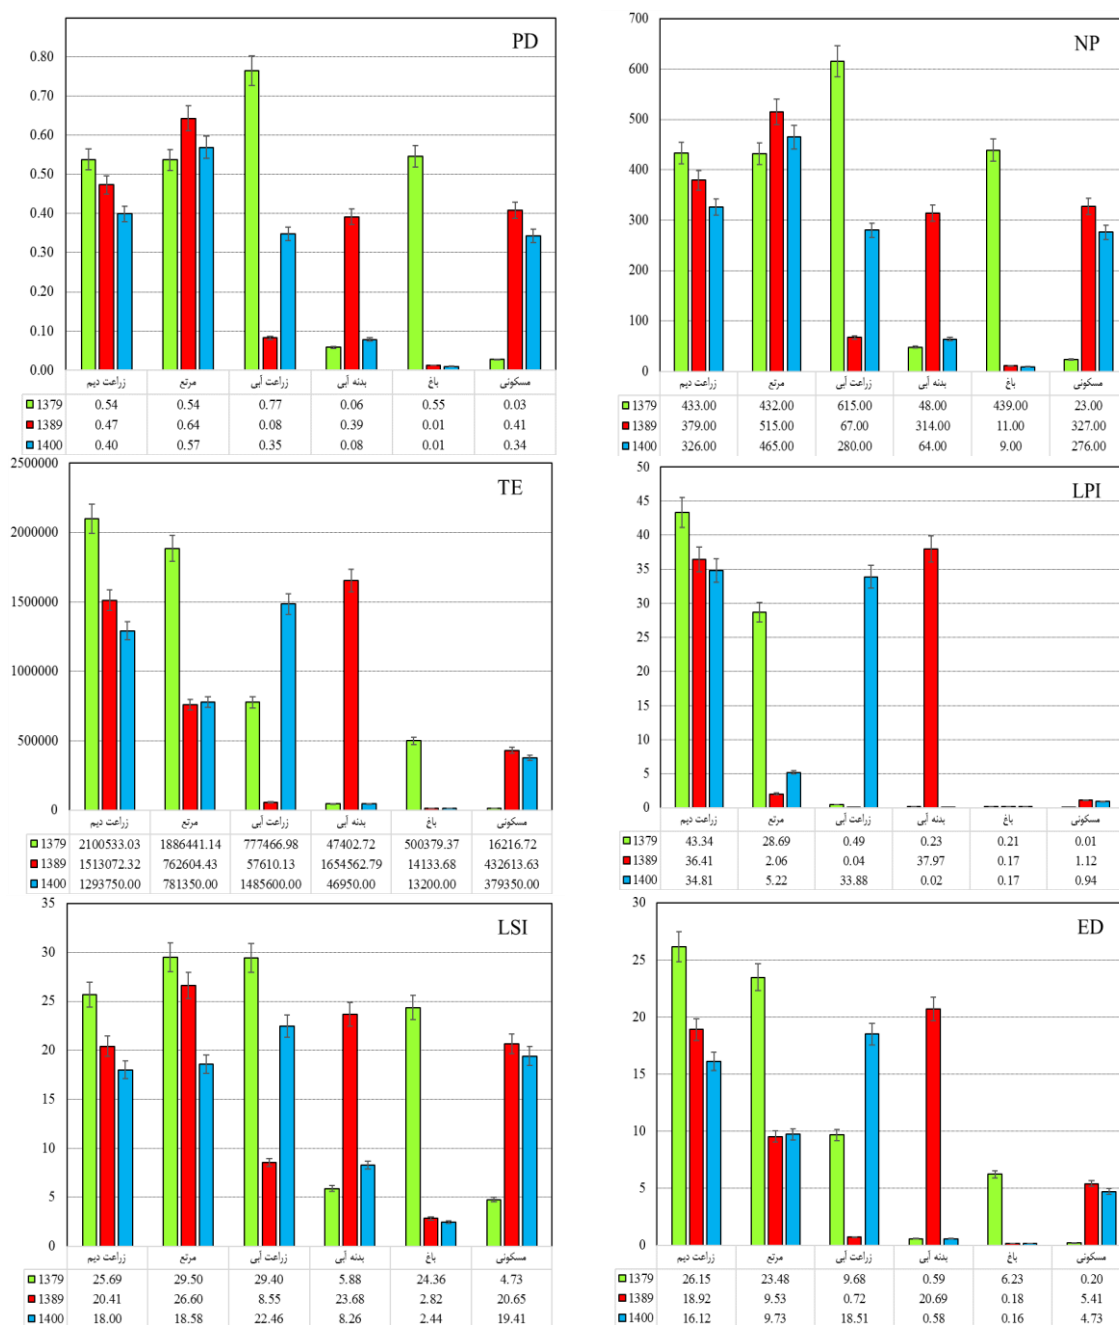 PD
0.80
0.70
0.60
0.50
0.40
0.30
0.20
0.10
0.00
زراعت دیم مرتع زراعت آبی بدنه آبی باغ مسکونی
1379 0.54 0.54 0.77 0.06 0.55 0.03
1389 0.47 0.64 0.08 0.39 0.01 0.41
1400 0.40 0.57 0.35 0.08 0.01 0.34
NP
700
600
500
400
300
200
100
0
زراعت دیم مرتع زراعت آبی بدنه آبی باغ مسکونی
1379 433.00 432.00 615.00 48.00 439.00 23.00
1389 379.00 515.00 67.00 314.00 11.00 327.00
1400 326.00 465.00 280.00 64.00 9.00 276.00
TE
2500000
2000000
1500000
1000000
500000
0
زراعت دیم مرتع زراعت آبی بدنه آبی باغ مسکونی
1379 2100533.03 1886441.14 777466.98 47402.72 500379.37 16216.72
1389 1513072.32 762604.43 57610.13 1654562.79 14133.68 432613.63
1400 1293750.00 781350.00 1485600.00 46950.00 13200.00 379350.00
LPI
50
45
40
35
30
25
20
15
10
5
0
زراعت دیم مرتع زراعت آبی بدنه آبی باغ مسکونی
1379 43.34 28.69 0.49 0.23 0.21 0.01
1389 36.41 2.06 0.04 37.97 0.17 1.12
1400 34.81 5.22 33.88 0.02 0.17 0.94
LSI
35
30
25
20
15
10
5
0
زراعت دیم مرتع زراعت آبی بدنه آبی باغ مسکونی
1379 25.69 29.50 29.40 5.88 24.36 4.73
1389 20.41 26.60 8.55 23.68 2.82 20.65
1400 18.00 18.58 22.46 8.26 2.44 19.41
ED
30
25
20
15
10
5
0
زراعت دیم مرتع زراعت آبی بدنه آبی باغ مسکونی
1379 26.15 23.48 9.68 0.59 6.23 0.20
1389 18.92 9.53 0.72 20.69 0.18 5.41
1400 16.12 9.73 18.51 0.58 0.16 4.73